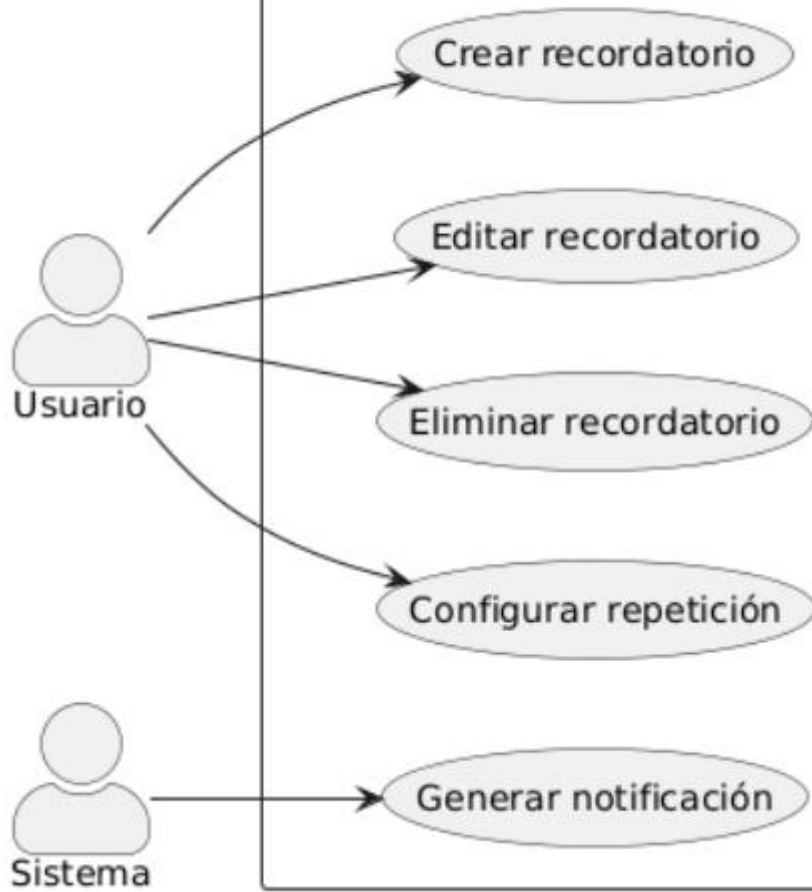 Crear recordatorio
Editar recordatorio
Usuario
Eliminar recordatorio
Configurar repetición
Generar notificación
Sistema